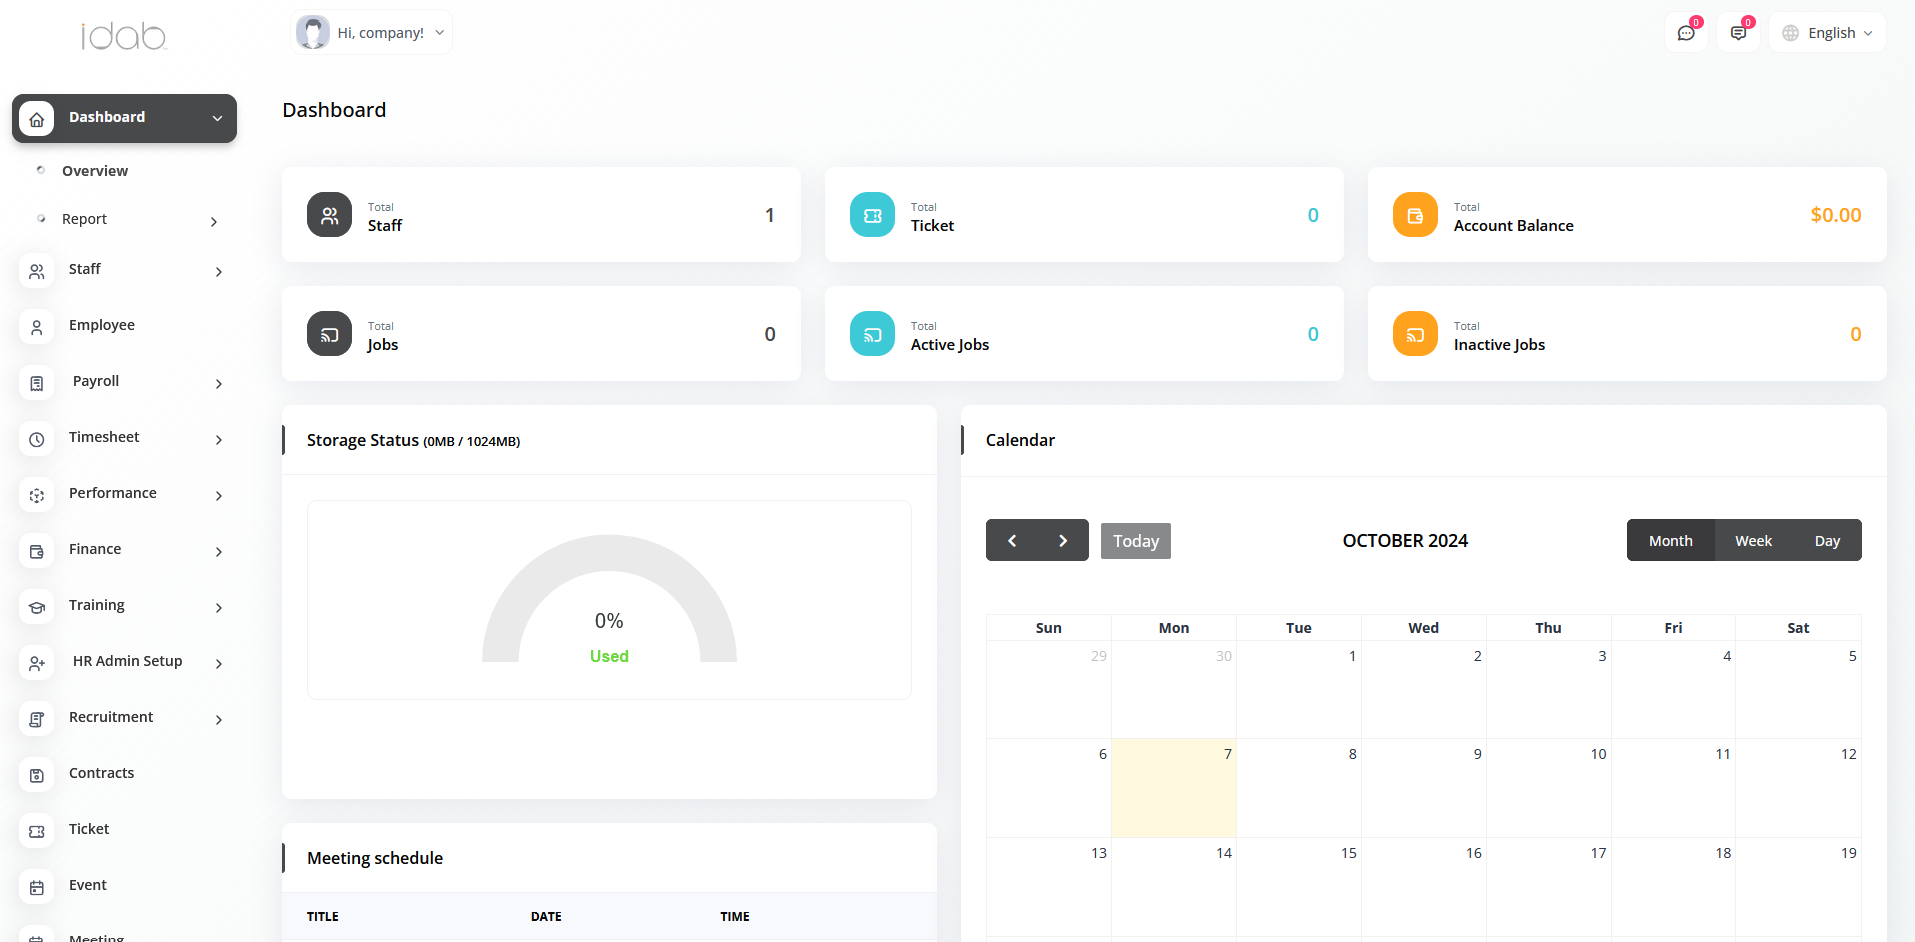 idab
Hi, company!
0
0
English
Dashboard
Overview
Report
Staff
Employee
Payroll
Timesheet
Performance
Finance
Training
HR Admin Setup
Recruitment
Contracts
Ticket
Event
Meeting
Dashboard
Total
Staff
1
Total
Ticket
0
Total
Account Balance
$0.00
Total
Jobs
0
Total
Active Jobs
0
Total
Inactive Jobs
0
Storage Status (0MB / 1024MB)
0%
Used
Meeting schedule
TITLE DATE TIME
Calendar
Today
OCTOBER 2024
Month Week Day
Sun Mon Tue Wed Thu Fri Sat
29 30 1 2 3 4 5
6 7 8 9 10 11 12
13 14 15 16 17 18 19